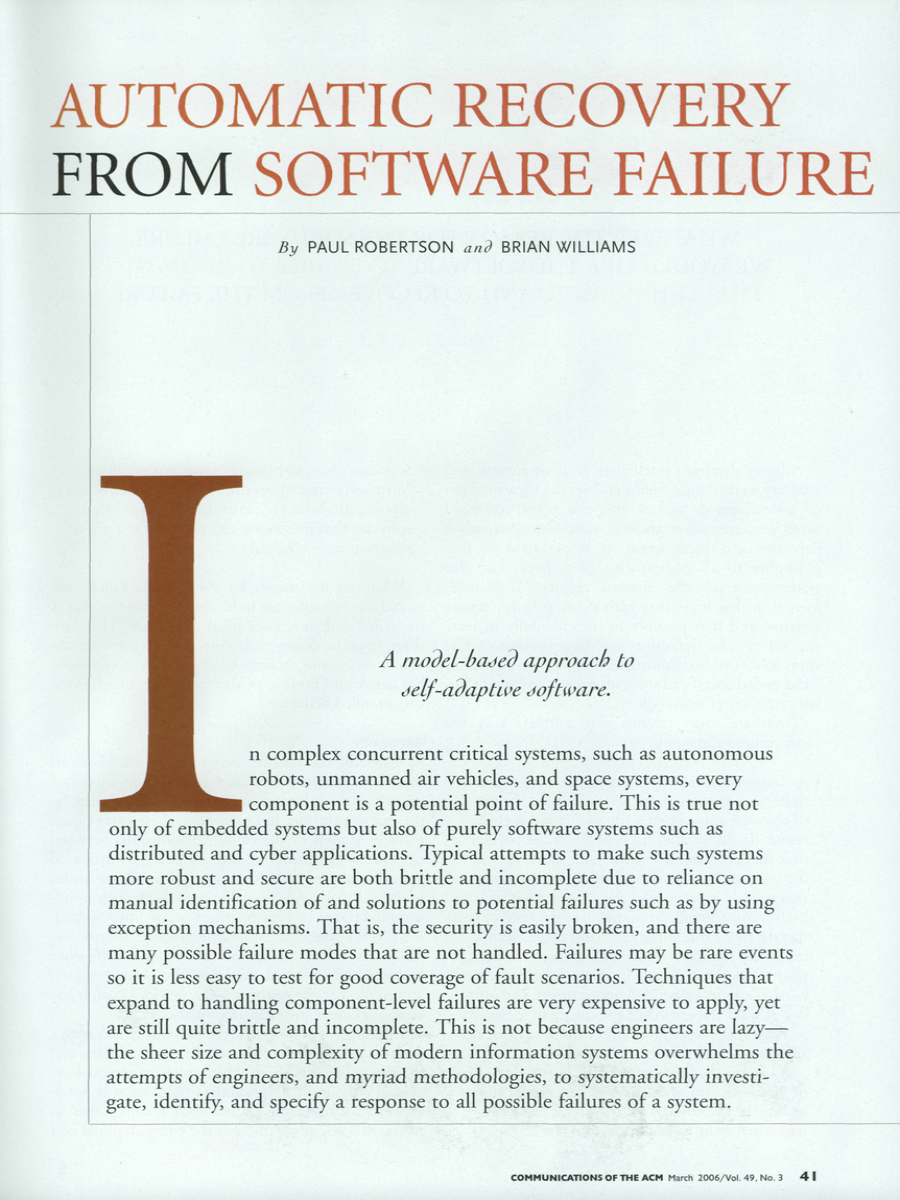 AUTOMATIC RECOVERY
FROM SOFTWARE FAILURE
By PAUL ROBERTSON and BRIAN WILLIAMS
A model-based approach to
self-adaptive software.
In complex concurrent critical systems, such as autonomous
robots, unmanned air vehicles, and space systems, every
component is a potential point of failure. This is true not
only of embedded systems but also of purely software systems such as
distributed and cyber applications. Typical attempts to make such systems
more robust and secure are both brittle and incomplete due to reliance on
manual identification of and solutions to potential failures such as by using
exception mechanisms. That is, the security is easily broken, and there are
many possible failure modes that are not handled. Failures may be rare events
so it is less easy to test for good coverage of fault scenarios. Techniques that
expand to handling component-level failures are very expensive to apply, yet
are still quite brittle and incomplete. This is not because engineers are lazy—
the sheer size and complexity of modern information systems overwhelms the
attempts of engineers, and myriad methodologies, to systematically investi-
gate, identify, and specify a response to all possible failures of a system.
COMMUNICATIONS OF THE ACM March 2006/Vol. 49, No. 3 41